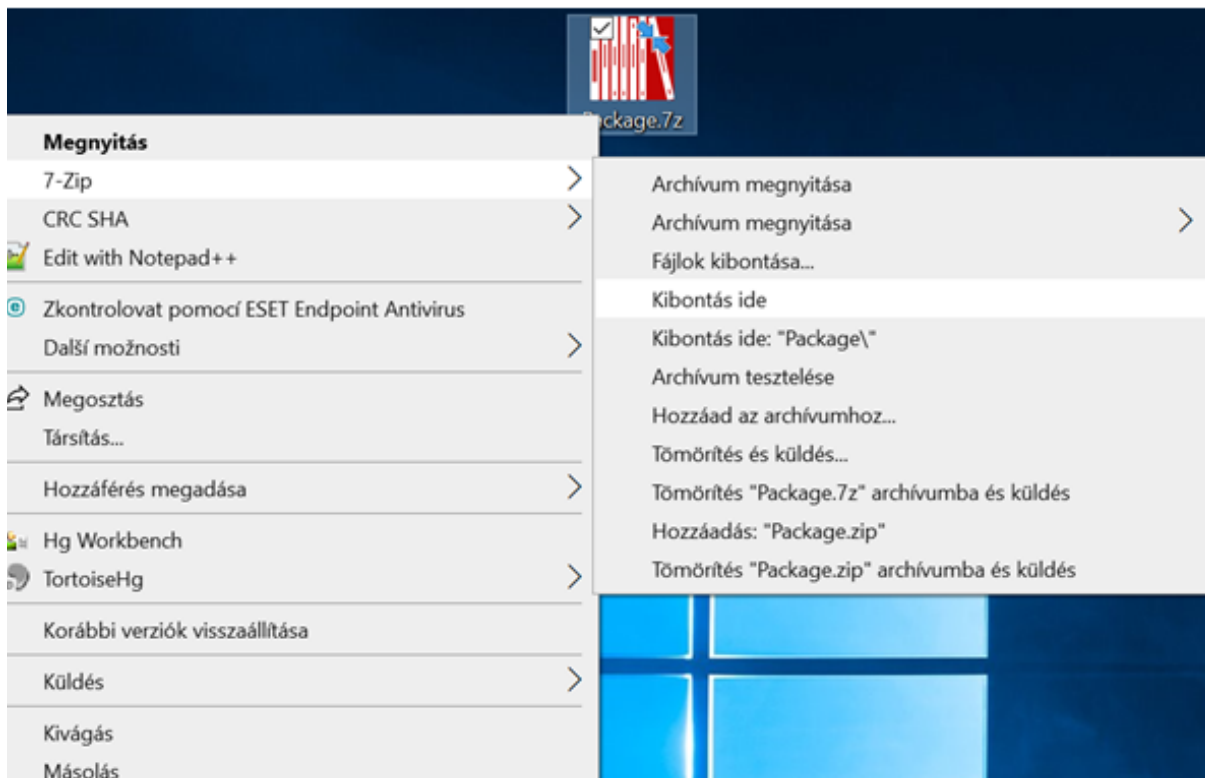 Package.7z
Megnyitás
7-Zip
CRC SHA
Edit with Notepad++
Zkontrolovat pomocí ESET Endpoint Antivirus
Další možnosti
Megosztás
Társítás...
Hozzáférés megadása
Hg Workbench
TortoiseHg
Korábbi verziók visszaállítása
Küldés
Kivágás
Másolás
Archívum megnyitása
Archívum megnyitása
Fájlok kibontása...
Kibontás ide
Kibontás ide: "Package\"
Archívum tesztelése
Hozzáad az archívumhoz...
Tömörítés és küldés...
Tömörítés "Package.7z" archívumba és küldés
Hozzáadás: "Package.zip"
Tömörítés "Package.zip" archívumba és küldés